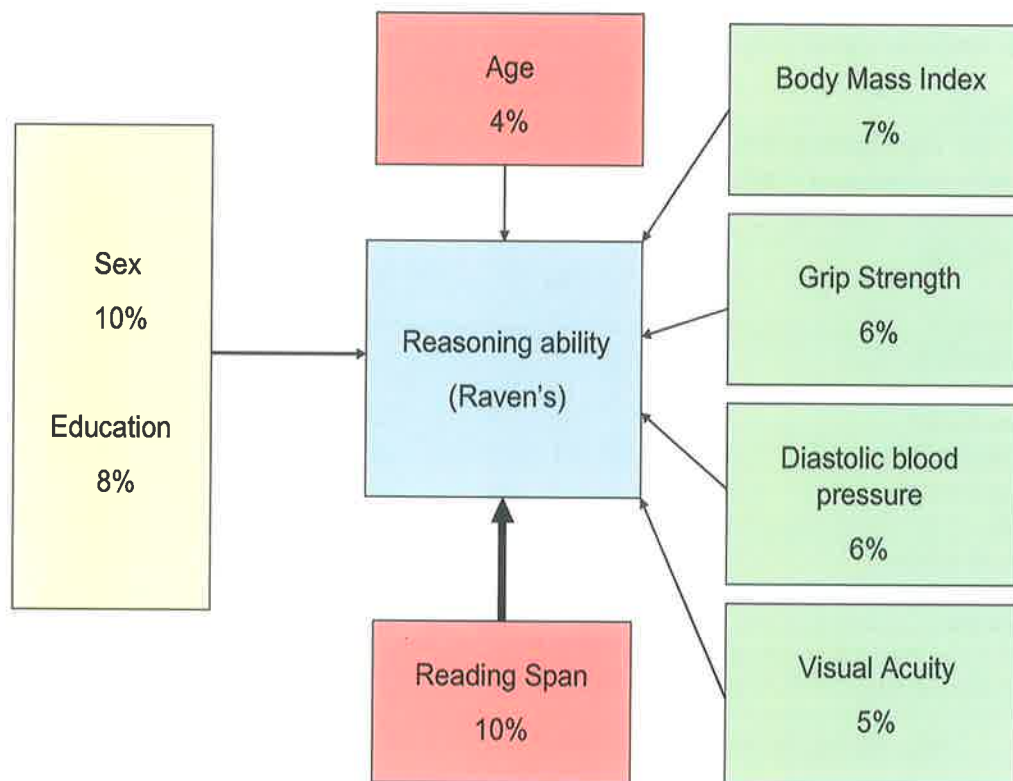 Age
4%
Body Mass Index
7%
Sex
10%
Education
8%
Reasoning ability
(Raven's)
Grip Strength
6%
Diastolic blood
pressure
6%
Reading Span
10%
Visual Acuity
5%